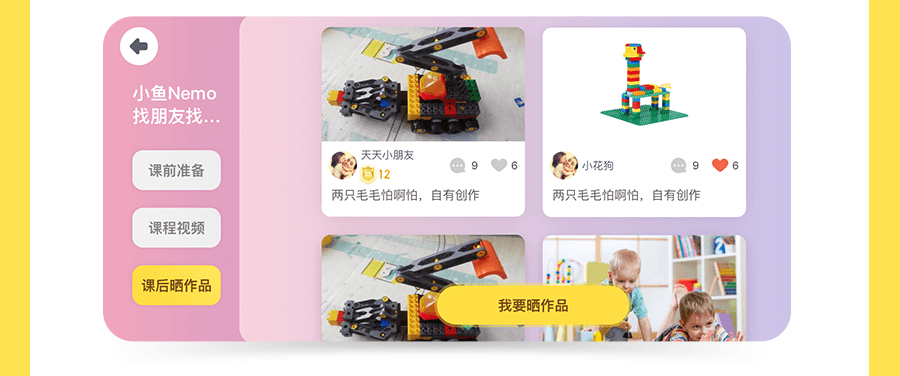 小鱼Nemo
找朋友找...
课前准备
课程视频
课后晒作品
天天小朋友
12
9
6
两只毛毛怕啊怕，自有创作
小花狗
9
6
两只毛毛怕啊怕，自有创作
我要晒作品